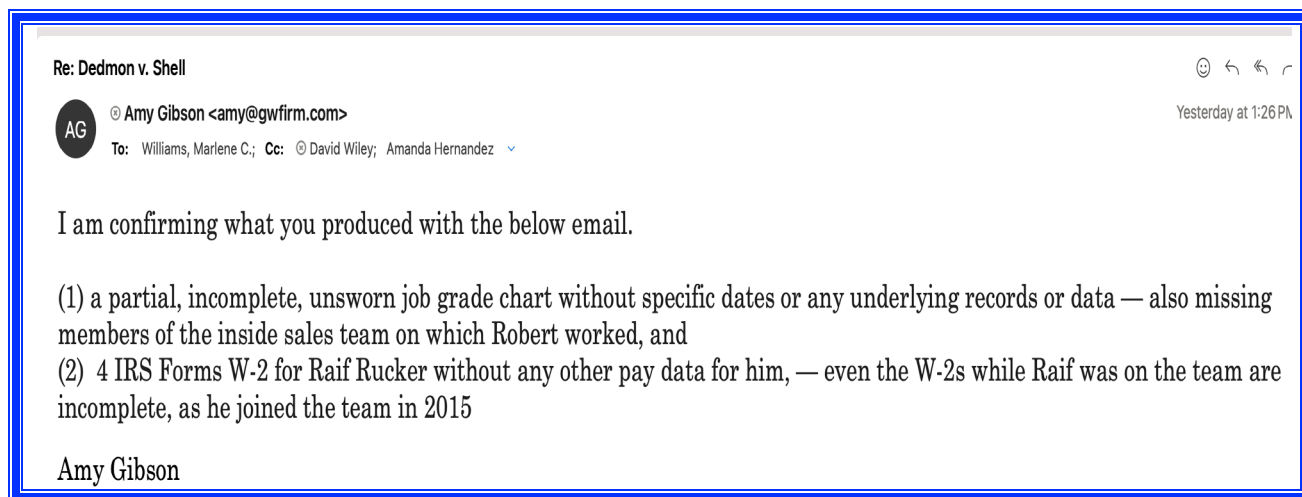 Re: Dedmon v. Shell
AG
Amy Gibson <amy@gwfirm.com>
Yesterday at 1:26 PM
To: Williams, Marlene C.; Cc: David Wiley; Amanda Hernandez
I am confirming what you produced with the below email.
(1) a partial, incomplete, unsworn job grade chart without specific dates or any underlying records or data — also missing
members of the inside sales team on which Robert worked, and
(2) 4 IRS Forms W-2 for Raif Rucker without any other pay data for him, — even the W-2s while Raif was on the team are
incomplete, as he joined the team in 2015
Amy Gibson